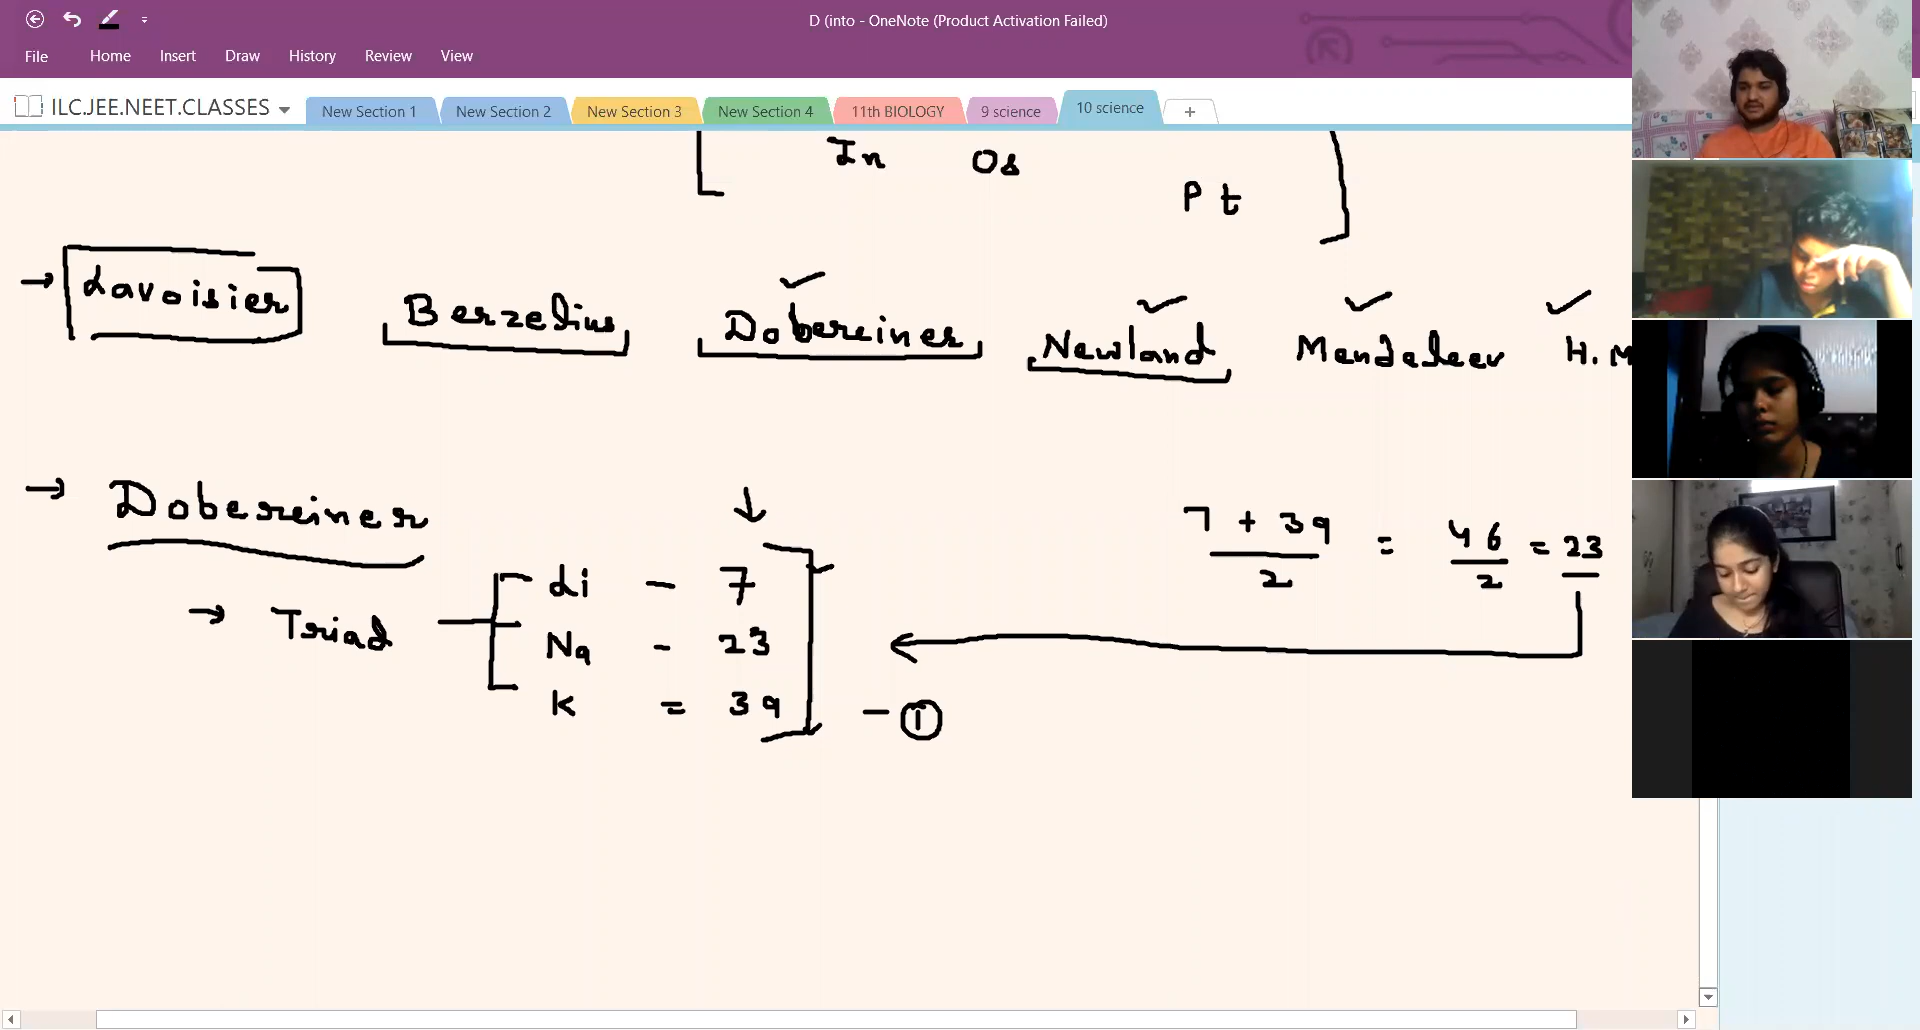 D (into - OneNote (Product Activation Failed)
File Home Insert Draw History Review View
ILC.JEE.NEET.CLASSES New Section 1 New Section 2 New Section 3 New Section 4 11th BIOLOGY 9 science 10 science +
In Os
Pt
→ Lavoisier Berzelius ✓ Dobereiner ✓ Newland ✓ Mendeleev ✓ H.M
→ Dobereiner
→ Triad
Li - 7
Na - 23
K = 39 - ①
7 + 39 / 2 = 46 / 2 = 23